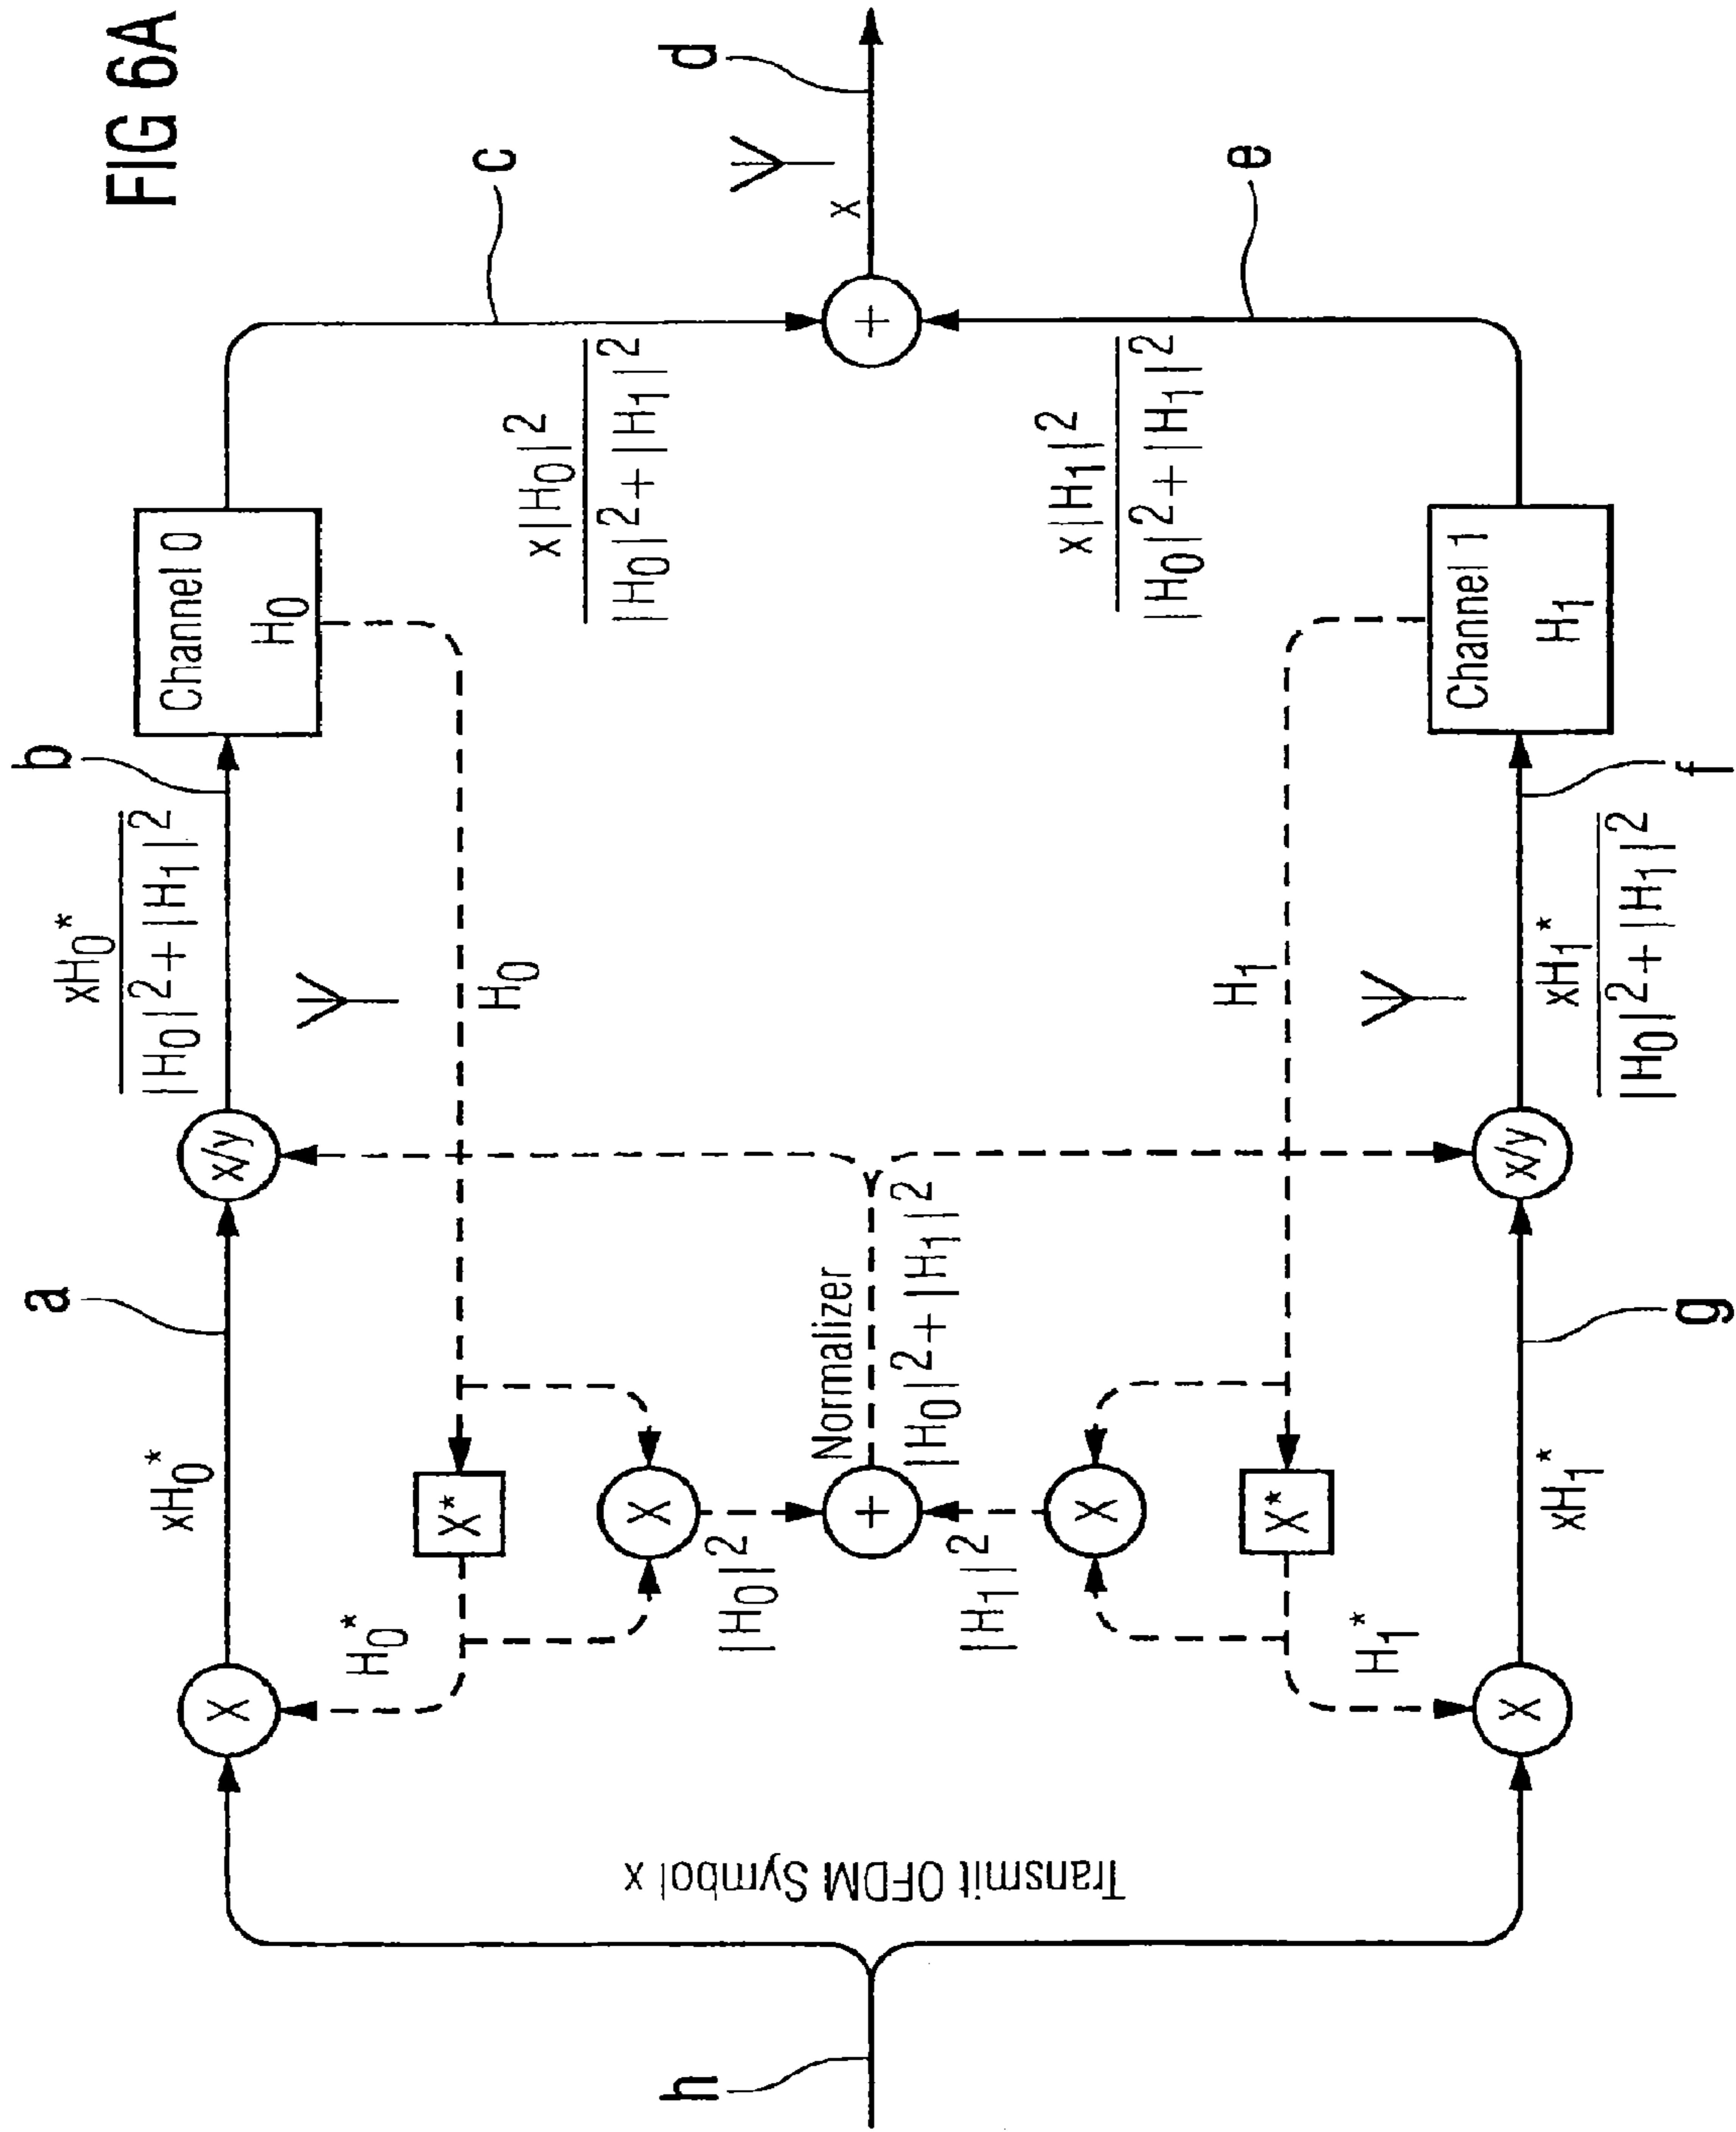 FIG 6A
a
b
c
d
e
f
g
h
Transmit OFDM Symbol x
X
xH₀*
x/y
xH₀*
|H₀|²+|H₁|²
Channel 0
H₀
x|H₀|²
|H₀|²+|H₁|²
H₀
H₀*
X*
X
|H₀|²
+
Normalizer
|H₀|²+|H₁|²
+
x
|H₁|²
X
X*
H₁*
H₁
x|H₁|²
|H₀|²+|H₁|²
X
xH₁*
x/y
xH₁*
|H₀|²+|H₁|²
Channel 1
H₁